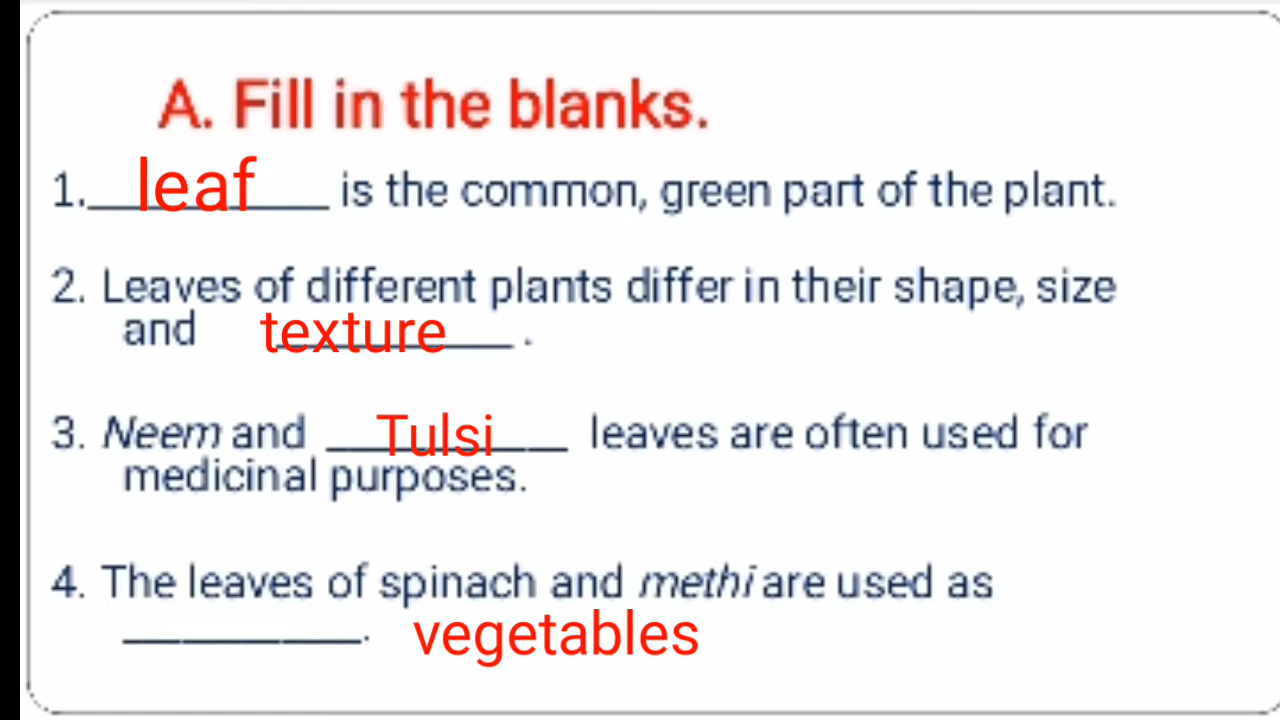 A. Fill in the blanks.
1. leaf is the common, green part of the plant.
2. Leaves of different plants differ in their shape, size
and texture .
3. Neem and Tulsi leaves are often used for
medicinal purposes.
4. The leaves of spinach and methi are used as
__________. vegetables